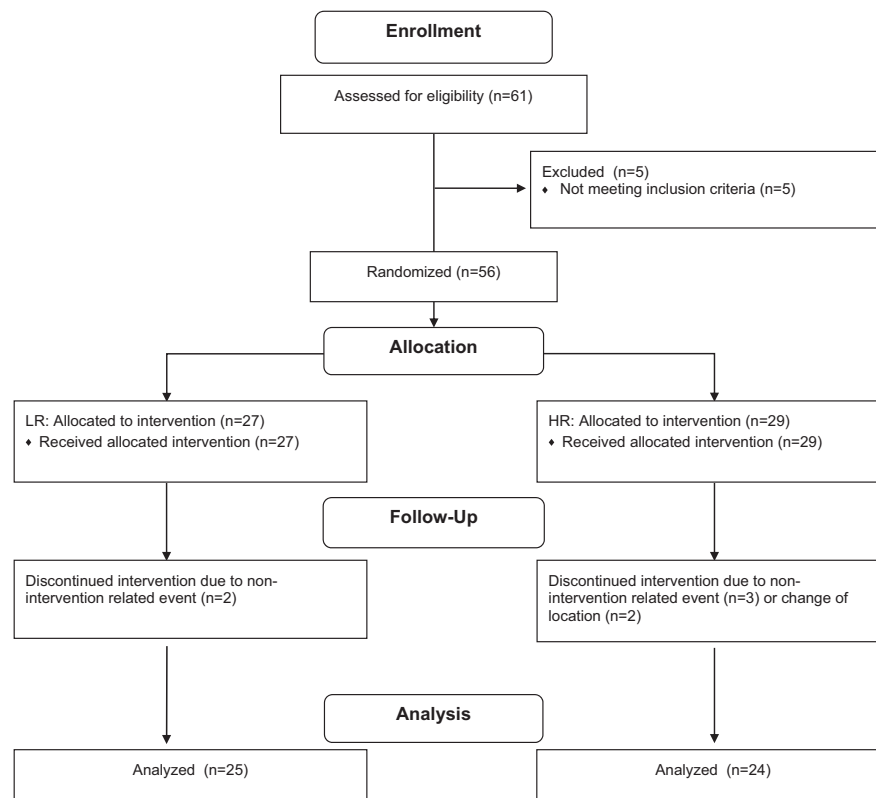 Enrollment
Assessed for eligibility (n=61)
Excluded (n=5)
♦ Not meeting inclusion criteria (n=5)
Randomized (n=56)
Allocation
LR: Allocated to intervention (n=27)
♦ Received allocated intervention (n=27)
HR: Allocated to intervention (n=29)
♦ Received allocated intervention (n=29)
Follow-Up
Discontinued intervention due to non-
intervention related event (n=2)
Discontinued intervention due to non-
intervention related event (n=3) or change of
location (n=2)
Analysis
Analyzed (n=25)
Analyzed (n=24)